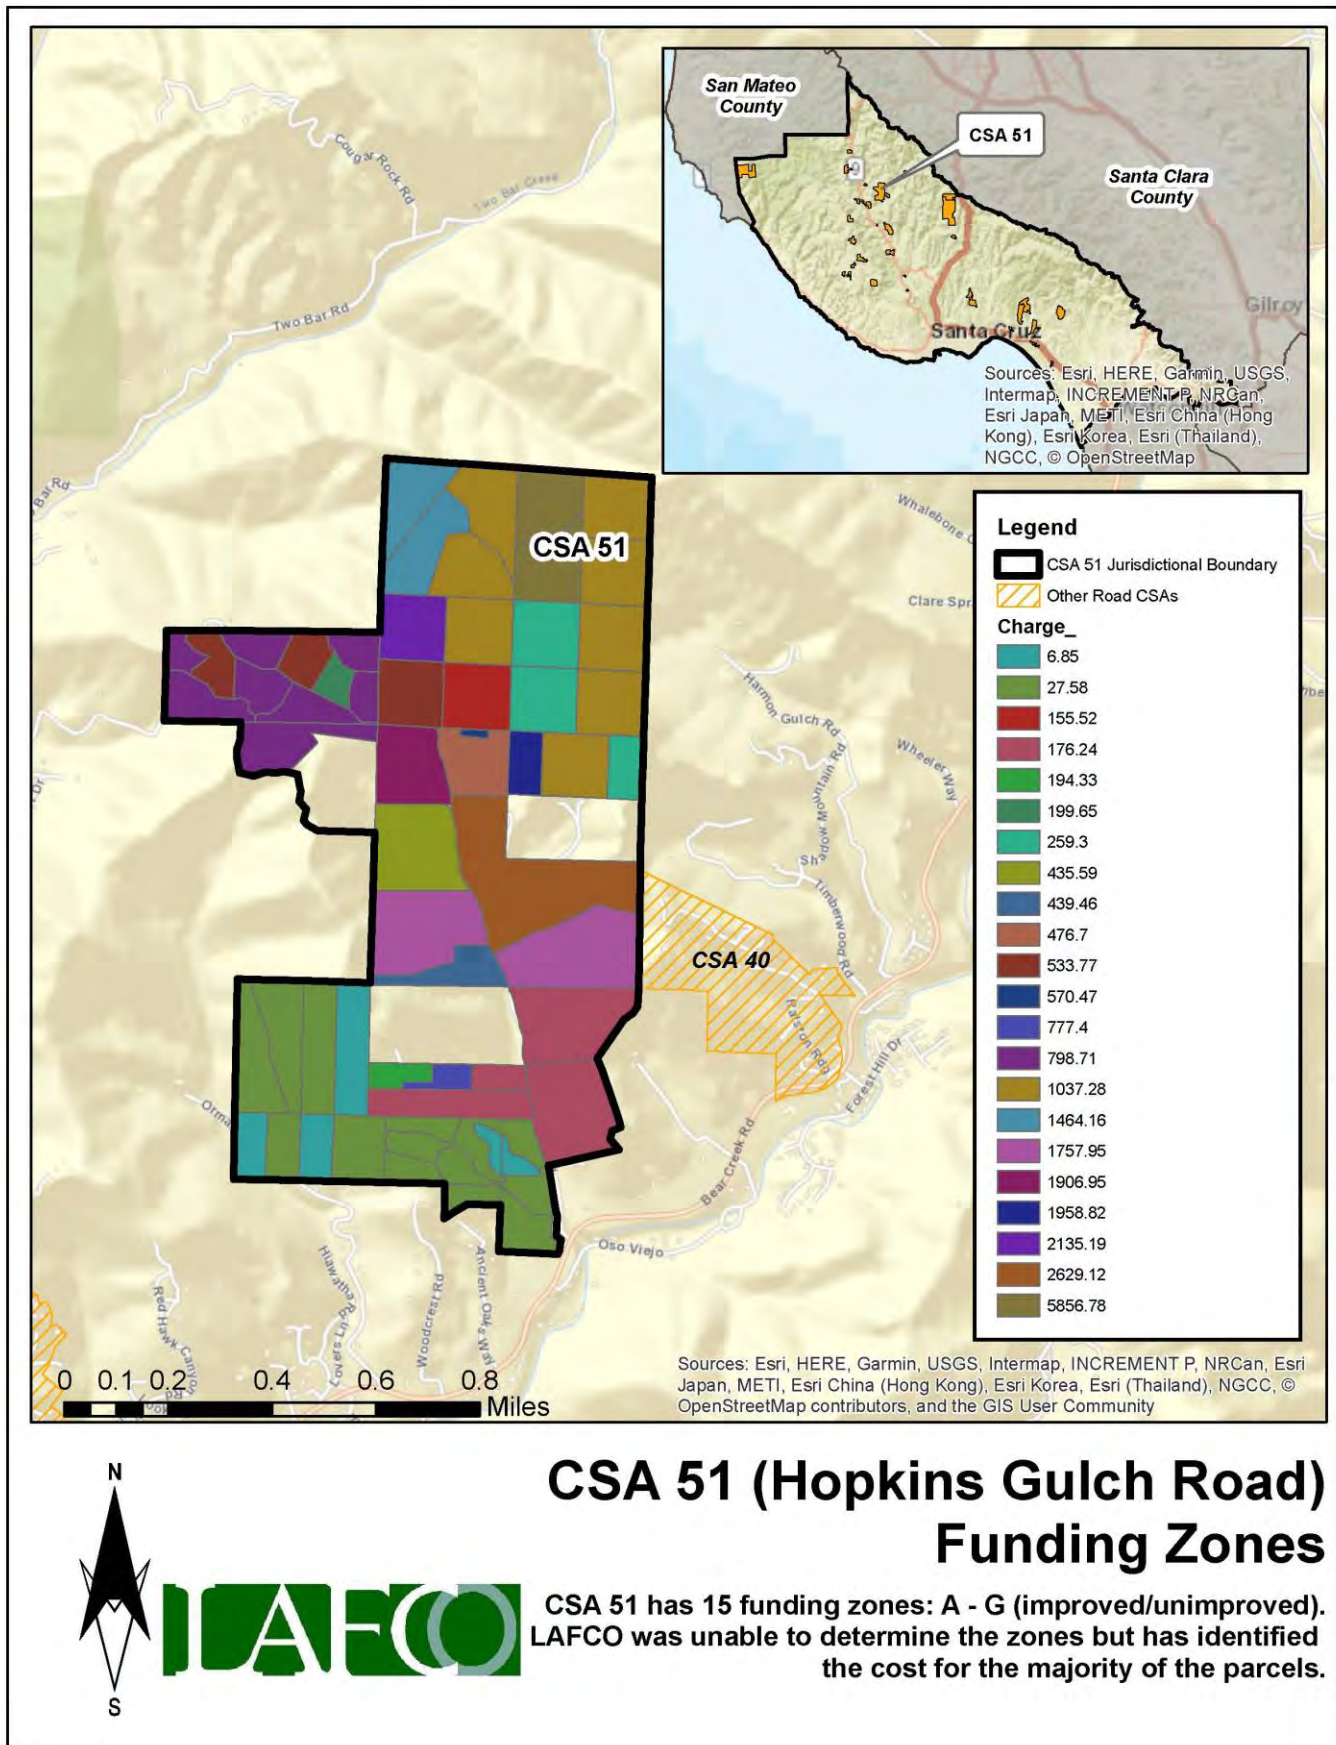 San Mateo
County
CSA 51
Santa Clara
County
9
Gilroy
Santa Cruz
Sources: Esri, HERE, Garmin, USGS,
Intermap, INCREMENT P, NRCan,
Esri Japan, METI, Esri China (Hong
Kong), Esri Korea, Esri (Thailand),
NGCC, © OpenStreetMap
Cougar Rock Rd
Two Bar Creek
Two Bar Rd
Bar Rd
CSA 51
Whalebone
Clare Spr
Harmon Gulch Rd
Shadow Mountain Rd
Wheeler Way
Timberwood Rd
CSA 40
Ralston Rdg
Forest Hill Dr
Bear Creek Rd
Oso Viejo
Dr
Orma
Hiawatha R
Lovers Ln Rd
Woodcrest Rd
Ancient Oaks Way
Red Hawk Canyon
Legend
CSA 51 Jurisdictional Boundary
Other Road CSAs
Charge_
6.85
27.58
155.52
176.24
194.33
199.65
259.3
435.59
439.46
476.7
533.77
570.47
777.4
798.71
1037.28
1464.16
1757.95
1906.95
1958.82
2135.19
2629.12
5856.78
Sources: Esri, HERE, Garmin, USGS, Intermap, INCREMENT P, NRCan, Esri
Japan, METI, Esri China (Hong Kong), Esri Korea, Esri (Thailand), NGCC, ©
OpenStreetMap contributors, and the GIS User Community
0 0.1 0.2 0.4 0.6 0.8
Miles
N
S
LAFCO
CSA 51 (Hopkins Gulch Road)
Funding Zones
CSA 51 has 15 funding zones: A - G (improved/unimproved).
LAFCO was unable to determine the zones but has identified
the cost for the majority of the parcels.